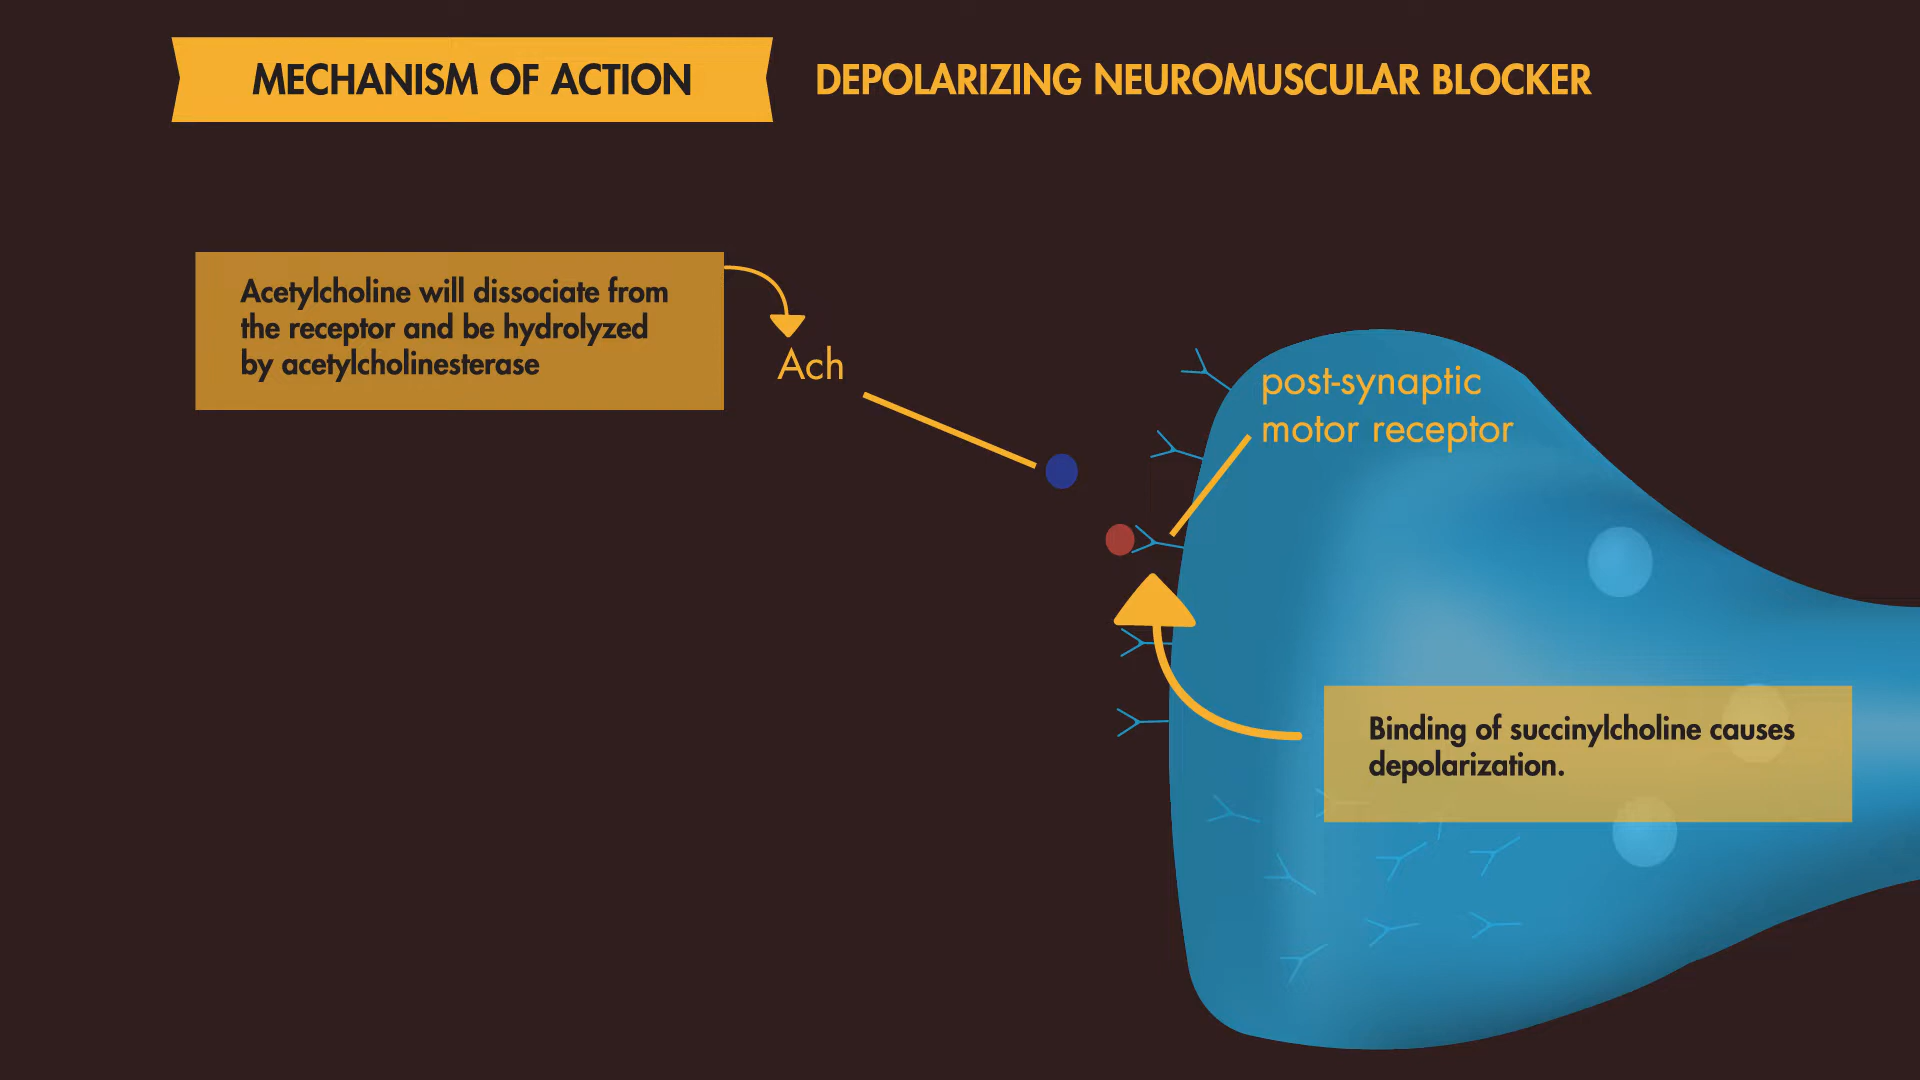 MECHANISM OF ACTION
DEPOLARIZING NEUROMUSCULAR BLOCKER
Acetylcholine will dissociate from
the receptor and be hydrolyzed
by acetylcholinesterase
Ach
post-synaptic
motor receptor
Binding of succinylcholine causes
depolarization.